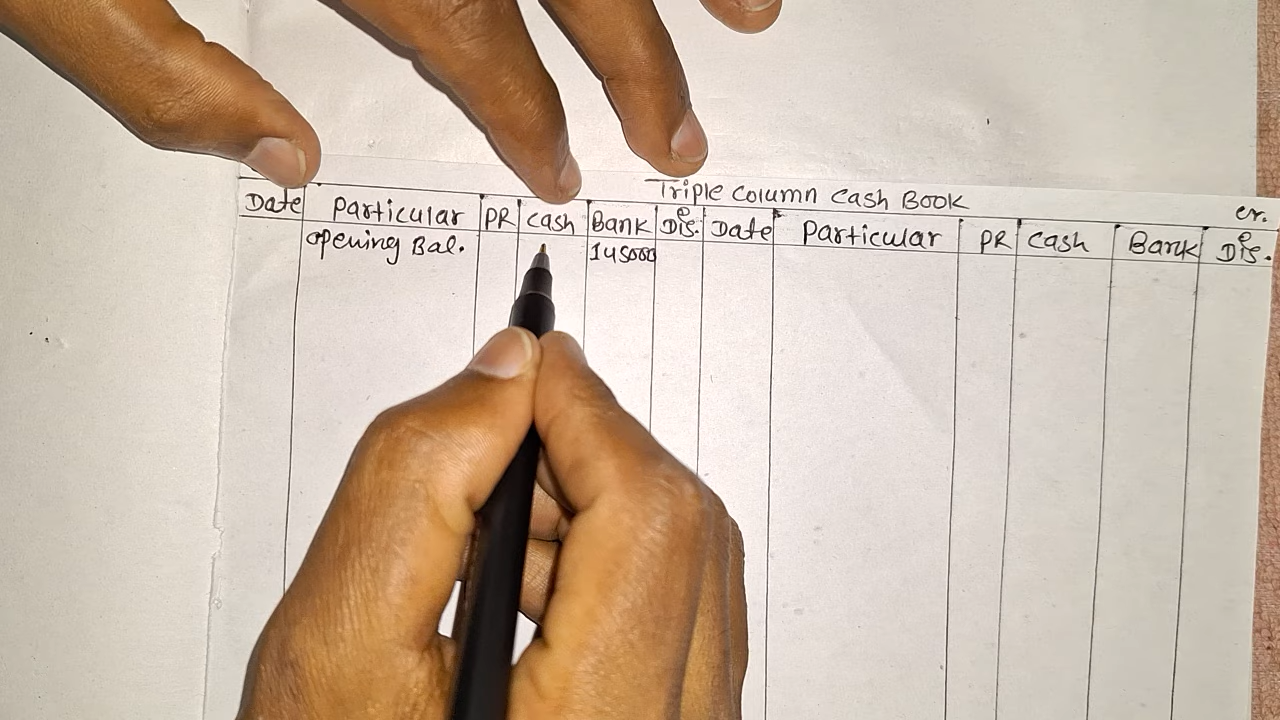 Triple Column Cash Book
cr.
Date Particular PR Cash Bank Dis. Date Particular PR Cash Bank Dis.
Opening Bal. 145000